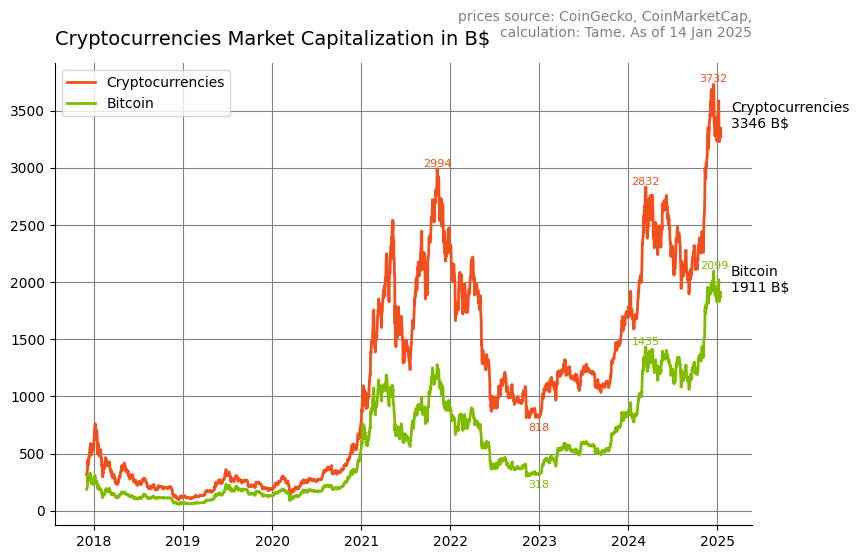 prices source: CoinGecko, CoinMarketCap,
calculation: Tame. As of 14 Jan 2025
Cryptocurrencies Market Capitalization in B$
Cryptocurrencies
Bitcoin
3732
Cryptocurrencies
3346 B$
2994
2832
2099
Bitcoin
1911 B$
1435
818
318
3500
3000
2500
2000
1500
1000
500
0
2018
2019
2020
2021
2022
2023
2024
2025